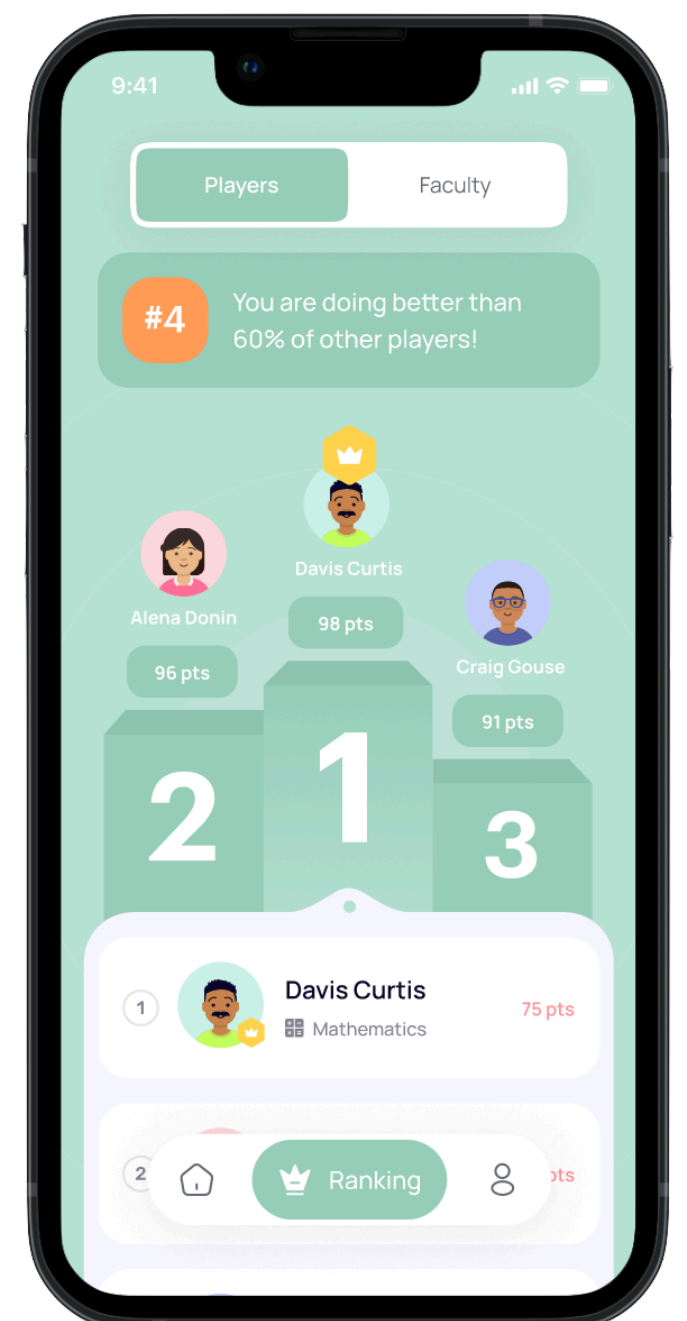 9:41
Players
Faculty
#4
You are doing better than
60% of other players!
Davis Curtis
98 pts
Alena Donin
96 pts
Craig Gouse
91 pts
2
1
3
1
Davis Curtis
Mathematics
75 pts
2
Ranking
pts